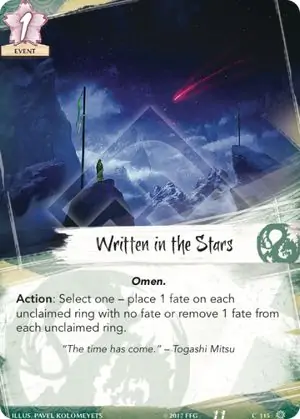 1
EVENT
Written in the Stars
Omen.
Action: Select one – place 1 fate on each
unclaimed ring with no fate or remove 1 fate from
each unclaimed ring.
"The time has come." – Togashi Mitsu
ILLUS. PAVEL KOLOMEYETS
© 2017 FFG